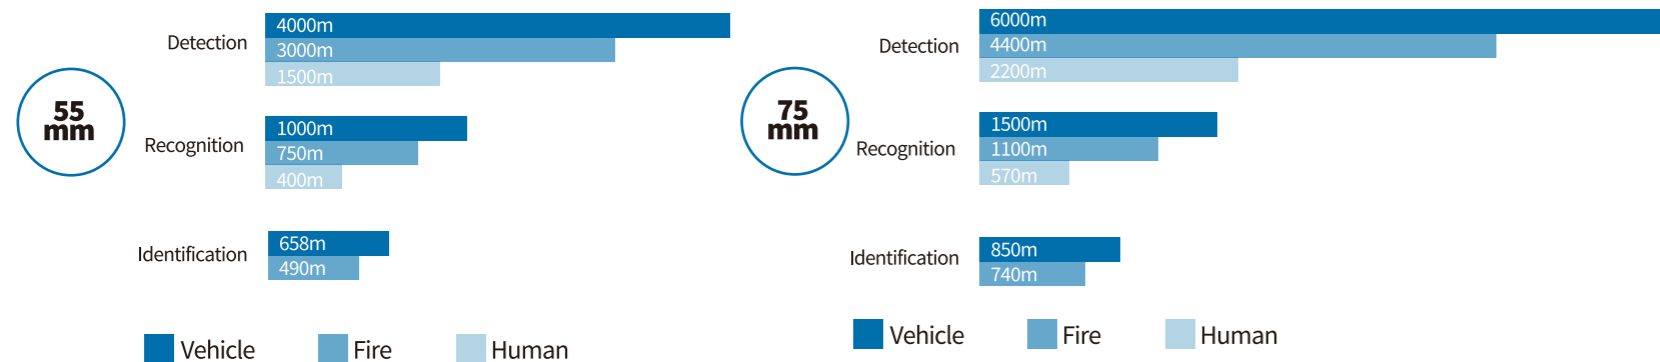 55
mm
Detection
4000m
3000m
1500m
Recognition
1000m
750m
400m
Identification
658m
490m
Vehicle
Fire
Human
75
mm
Detection
6000m
4400m
2200m
Recognition
1500m
1100m
570m
Identification
850m
740m
Vehicle
Fire
Human